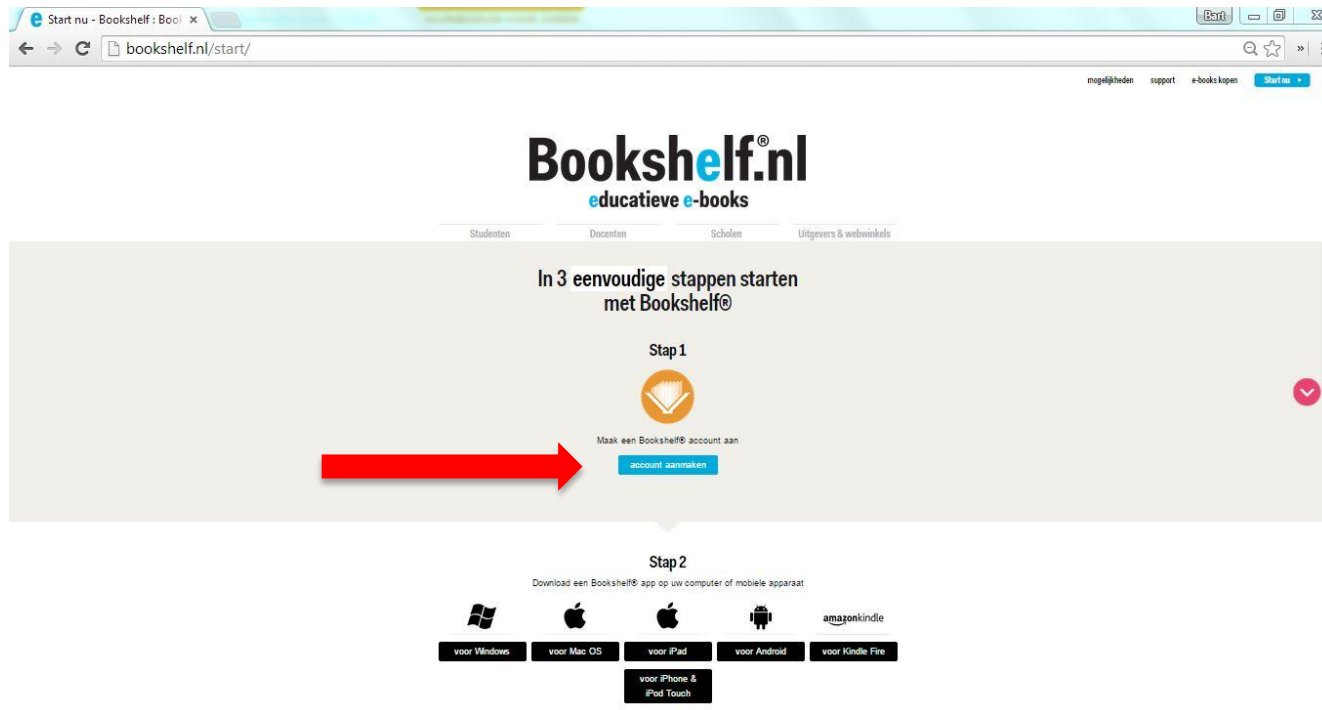 Start nu - Bookshelf : Bool
Bart
bookshelf.nl/start/
mogelijkheden support e-books kopen Start nu
Bookshelf®.nl
educatieve e-books
Studenten Docenten Scholen Uitgevers & webwinkels
In 3 eenvoudige stappen starten
met Bookshelf®
Stap 1
Maak een Bookshelf® account aan
account aanmaken
Stap 2
Download een Bookshelf® app op uw computer of mobiele apparaat
amazonkindle
voor Windows voor Mac OS voor iPad voor Android voor Kindle Fire
voor iPhone &
iPod Touch